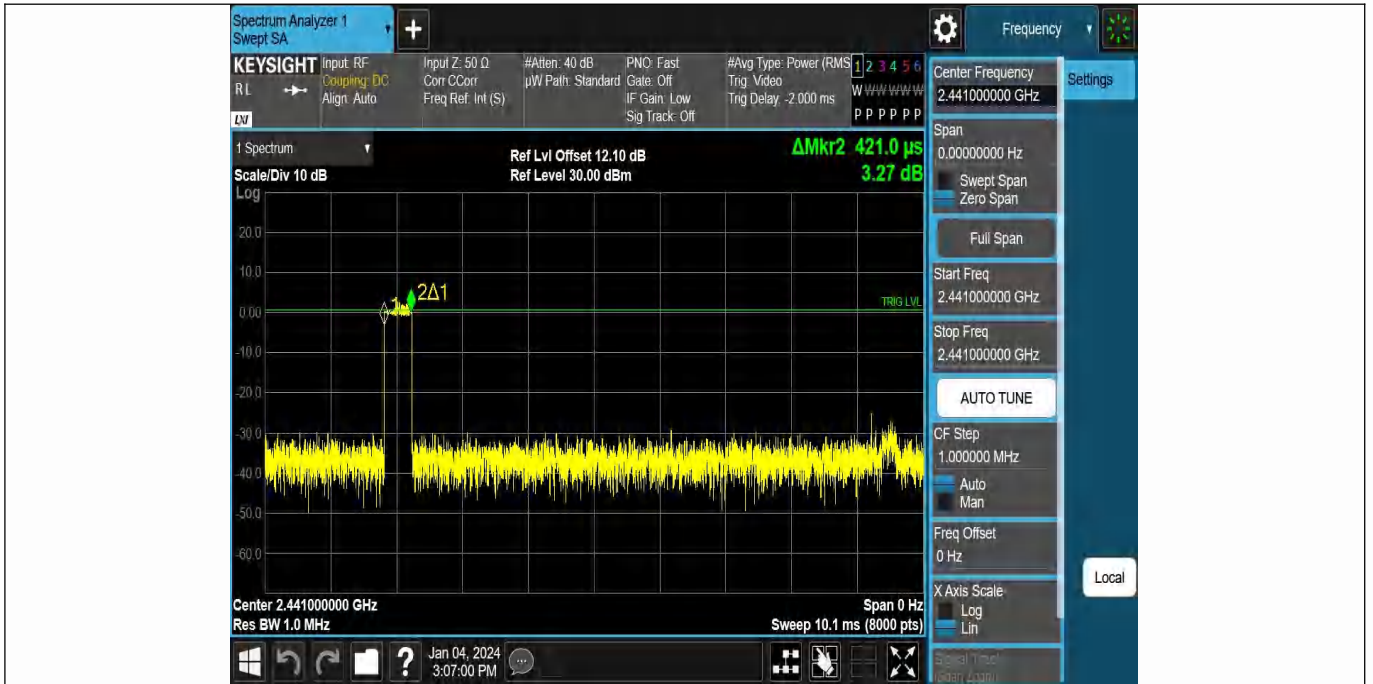 Spectrum Analyzer 1
Swept SA
+
Frequency
KEYSIGHT
RL
LXI
Input: RF
Coupling: DC
Align: Auto
Input Z: 50 Ω
Corr CCorr
Freq Ref: Int (S)
#Atten: 40 dB
µW Path: Standard
PNO: Fast
Gate: Off
IF Gain: Low
Sig Track: Off
#Avg Type: Power (RMS
Trig: Video
Trig Delay: -2.000 ms
1 2 3 4 5 6
W W W W W W
P P P P P P
Center Frequency
2.441000000 GHz
Settings
Span
0.00000000 Hz
Swept Span
Zero Span
Full Span
Start Freq
2.441000000 GHz
Stop Freq
2.441000000 GHz
AUTO TUNE
CF Step
1.000000 MHz
Auto
Man
Freq Offset
0 Hz
X Axis Scale
Log
Lin
Signal Track
(Span Zoom)
Local
1 Spectrum
Scale/Div 10 dB
Ref Lvl Offset 12.10 dB
Ref Level 30.00 dBm
ΔMkr2 421.0 µs
3.27 dB
Log
20.0
10.0
0.00
-10.0
-20.0
-30.0
-40.0
-50.0
-60.0
1
2Δ1
TRIG LVL
Center 2.441000000 GHz
Res BW 1.0 MHz
Span 0 Hz
Sweep 10.1 ms (8000 pts)
?
Jan 04, 2024
3:07:00 PM